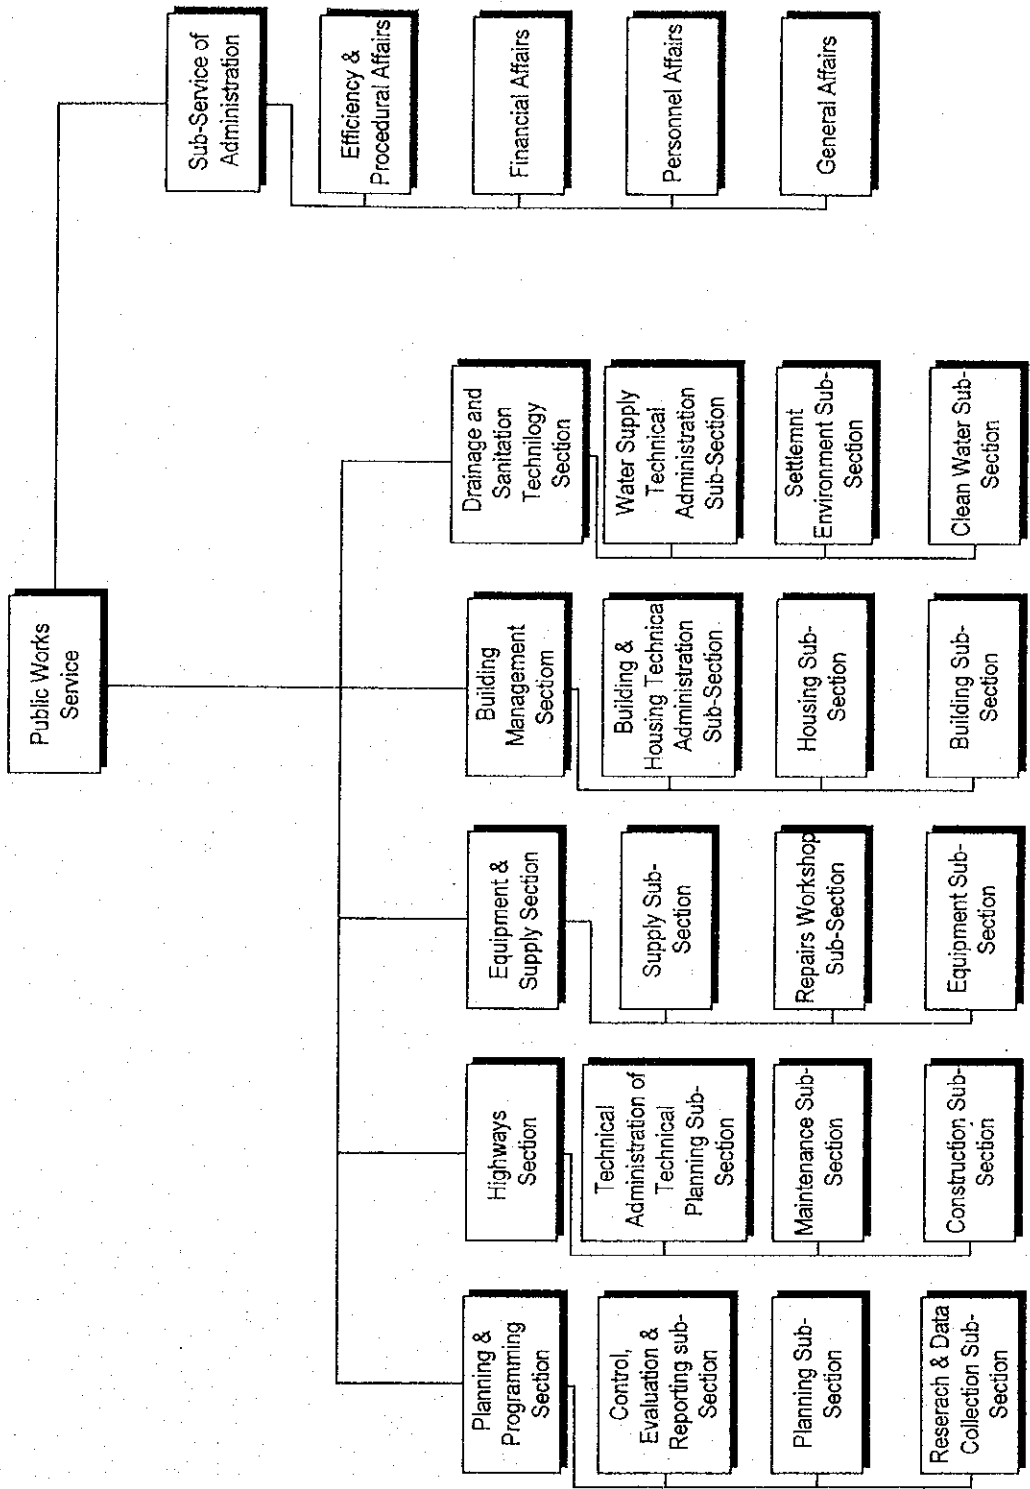 Public Works
Service
Sub-Service of
Administration
Efficiency &
Procedural Affairs
Financial Affairs
Personnel Affairs
General Affairs
Planning &
Programming
Section
Control,
Evaluation &
Reporting sub-
Section
Planning Sub-
Section
Reserach & Data
Collection Sub-
Section
Highways
Section
Technical
Administration of
Technical
Planning Sub-
Section
Maintenance Sub-
Section
Construction Sub-
Section
Equipment &
Supply Section
Supply Sub-
Section
Repairs Workshop
Sub-Section
Equipment Sub-
Section
Building
Management
Sectiom
Building &
Housing Technical
Administration
Sub-Section
Housing Sub-
Section
Building Sub-
Section
Drainage and
Sanitation
Technilogy
Section
Water Supply
Technical
Administration
Sub-Section
Settlemnt
Environment Sub-
Section
Clean Water Sub-
Section